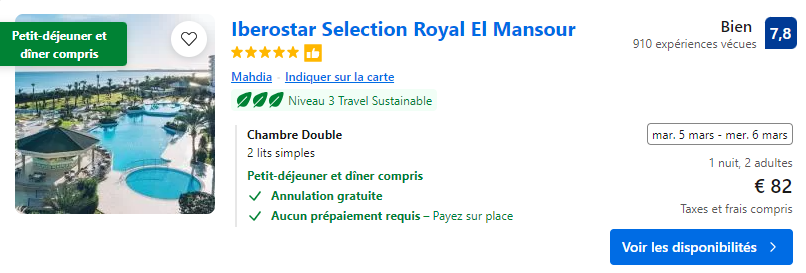 Petit-déjeuner et
dîner compris
Iberostar Selection Royal El Mansour
Mahdia · Indiquer sur la carte
Niveau 3 Travel Sustainable
Chambre Double
2 lits simples
Petit-déjeuner et dîner compris
Annulation gratuite
Aucun prépaiement requis – Payez sur place
Bien
910 expériences vécues
7,8
mar. 5 mars - mer. 6 mars
1 nuit, 2 adultes
€ 82
Taxes et frais compris
Voir les disponibilités